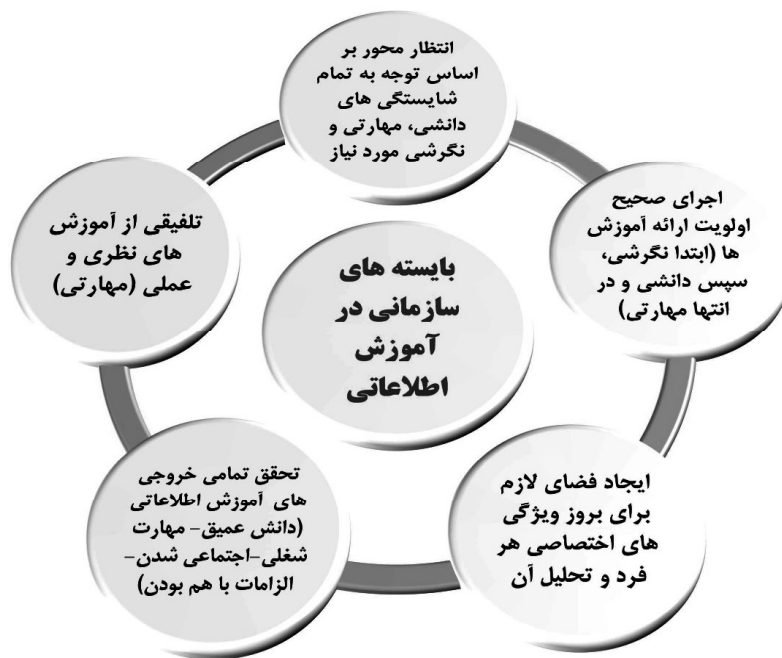 انتظار محور بر
اساس توجه به تمام
شایستگی های
دانشی، مهارتی و
نگرشی مورد نیاز
اجرای صحیح
اولویت ارائه آموزش
ها (ابتدا نگرشی،
سپس دانشی و در
انتها مهارتی)
ایجاد فضای لازم
برای بروز ویژگی
های اختصاصی هر
فرد و تحلیل آن
تحقق تمامی خروجی
های آموزش اطلاعاتی
(دانش عمیق- مهارت
شغلی-اجتماعی شدن-
الزامات با هم بودن)
تلفیقی از آموزش
های نظری و
عملی (مهارتی)
بایسته های
سازمانی در
آموزش
اطلاعاتی